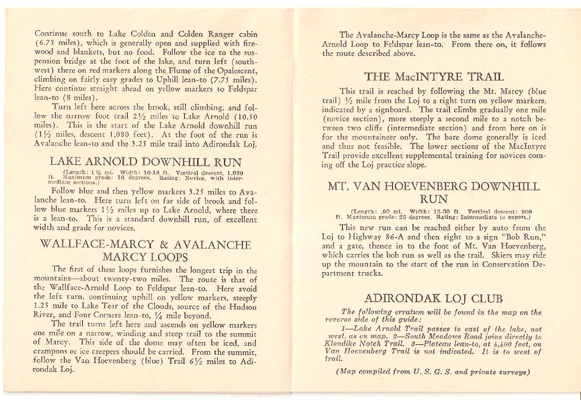 Continue south to Lake Colden and Colden Ranger cabin
(6.75 miles), which is generally open and supplied with fire-
wood and blankets, but no food. Follow the ice to the sus-
pension bridge at the foot of the lake, and turn left (south-
west) there on red markers along the Flume of the Opalescent,
climbing on fairly easy grades to Uphill lean-to (7.75 miles).
Here continue straight ahead on yellow markers to Feldspar
lean-to (8 miles).
Turn left here across the brook, still climbing, and fol-
low the narrow foot trail 2½ miles to Lake Arnold (10.50
miles). This is the start of the Lake Arnold downhill run
(1½ miles, descent 1,080 feet). At the foot of the run is
Avalanche lean-to and the 3.25 mile trail into Adirondak Loj.
LAKE ARNOLD DOWNHILL RUN
(Length: 1½ mi. Width: 10-18 ft. Vertical descent, 1,080
ft. Maximum grade: 16 degrees. Rating: Novice, with inter-
mediate sections.)
Follow blue and then yellow markers 3.25 miles to Ava-
lanche lean-to. Here turn left on far side of brook and fol-
low blue markers 1½ miles up to Lake Arnold, where there
is a lean-to. This is a standard downhill run, of excellent
width and grade for novices.
WALLFACE-MARCY & AVALANCHE
MARCY LOOPS
The first of these loops furnishes the longest trip in the
mountains—about twenty-two miles. The route is that of
the Wallface-Arnold Loop to Feldspar lean-to. Here avoid
the left turn, continuing uphill on yellow markers, steeply
1.25 mile to Lake Tear of the Clouds, source of the Hudson
River, and Four Corners lean-to, ¼ mile beyond.
The trail turns left here and ascends on yellow markers
one mile on a narrow, winding and steep trail to the summit
of Marcy. This side of the dome may often be iced, and
crampons or ice creepers should be carried. From the summit,
follow the Van Hoevenberg (blue) Trail 6½ miles to Adi-
rondak Loj.
The Avalanche-Marcy Loop is the same as the Avalanche-
Arnold Loop to Feldspar lean-to. From there on, it follows
the route described above.
THE MacINTYRE TRAIL
This trail is reached by following the Mt. Marcy (blue
trail) ½ mile from the Loj to a right turn on yellow markers,
indicated by a signboard. The trail climbs gradually one mile
(novice section), more steeply a second mile to a notch be-
tween two cliffs (intermediate section) and from here on is
for the mountaineer only. The bare dome generally is iced
and thus not feasible. The lower sections of the MacIntyre
Trail provide excellent supplemental training for novices com-
ing off the Loj practice slope.
MT. VAN HOEVENBERG DOWNHILL
RUN
(Length: .90 mi. Width: 15-30 ft. Vertical descent: 900
ft. Maximum grade: 25 degrees. Rating: Intermediate to expert.)
This new run can be reached either by auto from the
Loj to Highway 86-A and then right to a sign "Bob Run,"
and a gate, thence in to the foot of Mt. Van Hoevenberg,
which carries the bob run as well as the trail. Skiers may ride
up the mountain to the start of the run in Conservation De-
partment trucks.
ADIRONDAK LOJ CLUB
The following erratum will be found in the map on the
reverse side of this guide:
1—Lake Arnold Trail passes to east of the lake, not
west, as on map. 2—South Meadows Road joins directly to
Klondike Notch Trail. 3—Plateau lean-to, at 4,400 feet, on
Van Hoevenberg Trail is not indicated. It is to west of
trail.
(Map compiled from U. S. G. S. and private surveys)